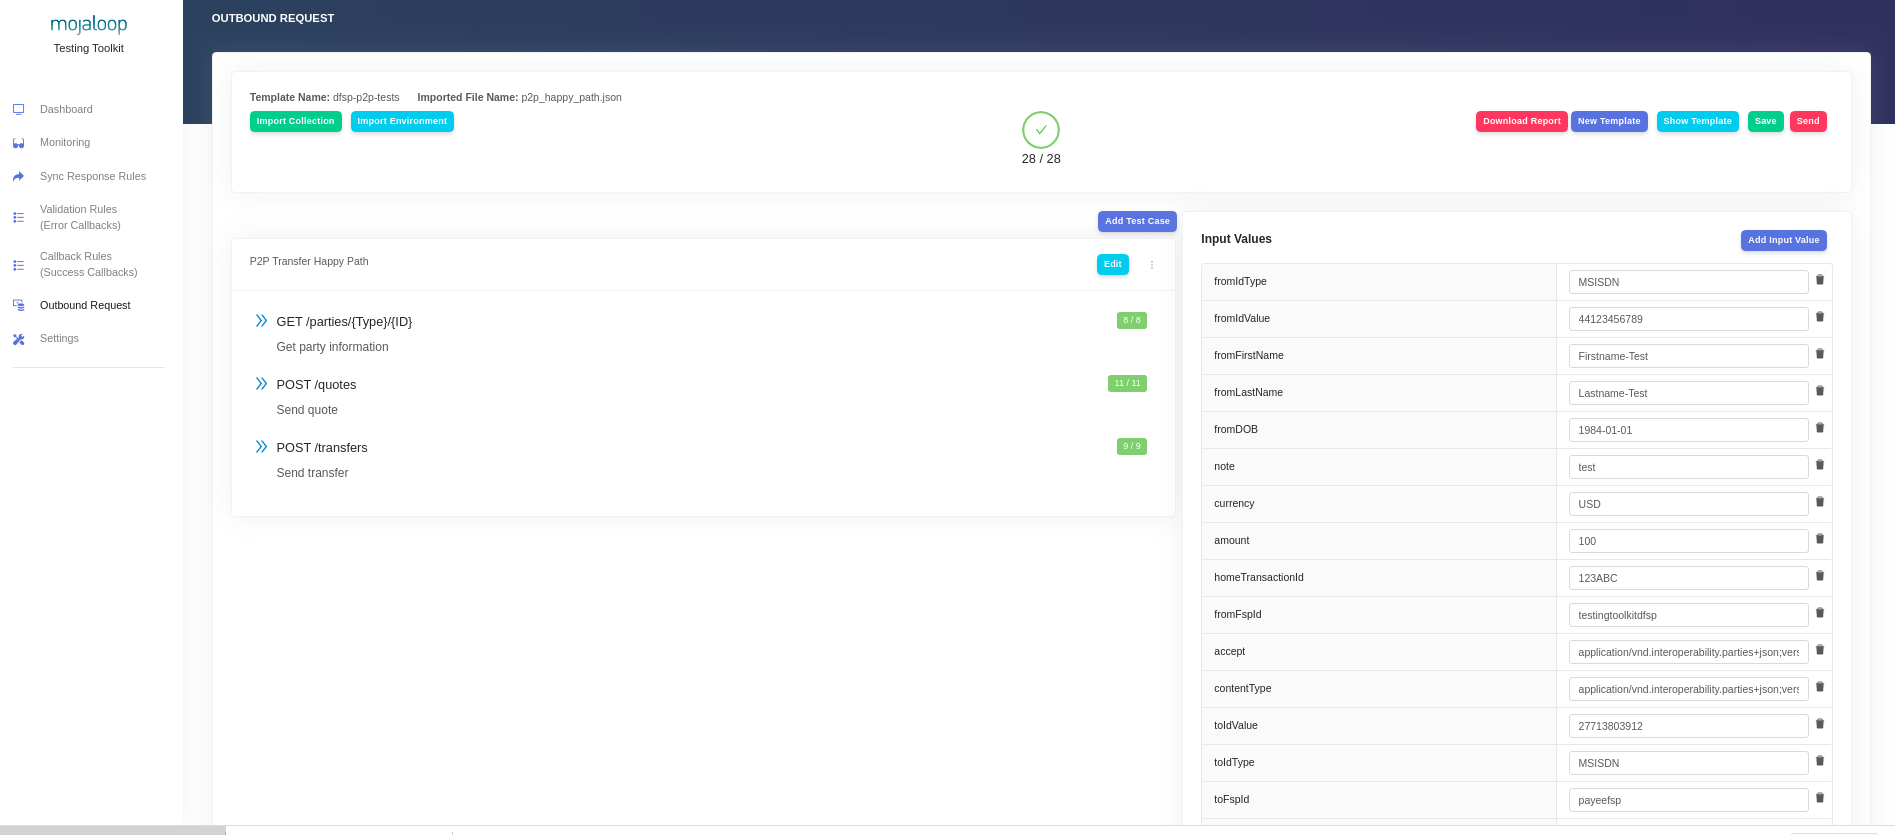 mojaloop
Testing Toolkit
Dashboard
Monitoring
Sync Response Rules
Validation Rules
(Error Callbacks)
Callback Rules
(Success Callbacks)
Outbound Request
Settings
OUTBOUND REQUEST
Template Name: dfsp-p2p-tests Imported File Name: p2p_happy_path.json
Import Collection Import Environment
28 / 28
Download Report New Template Show Template Save Send
Add Test Case
P2P Transfer Happy Path Edit
GET /parties/{Type}/{ID} 8 / 8
Get party information
POST /quotes 11 / 11
Send quote
POST /transfers 9 / 9
Send transfer
Input Values Add Input Value
fromIdType MSISDN
fromIdValue 44123456789
fromFirstName Firstname-Test
fromLastName Lastname-Test
fromDOB 1984-01-01
note test
currency USD
amount 100
homeTransactionId 123ABC
fromFspId testingtoolkitdfsp
accept application/vnd.interoperability.parties+json;vers
contentType application/vnd.interoperability.parties+json;vers
toIdValue 27713803912
toIdType MSISDN
toFspId payeefsp